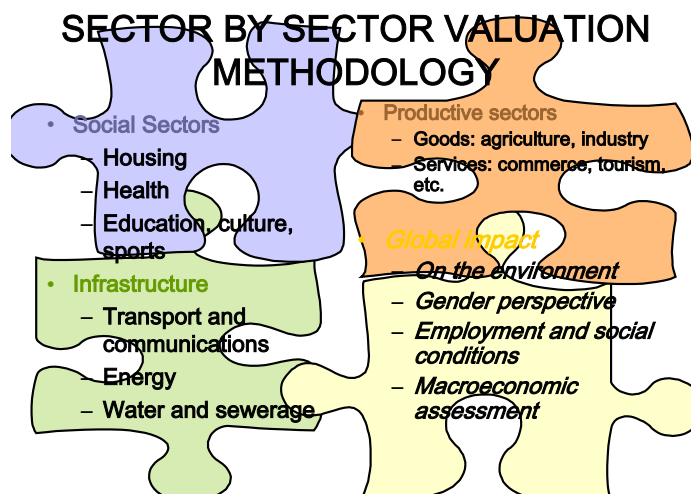 SECTOR BY SECTOR VALUATION
METHODOLOGY
• Social Sectors
– Housing
– Health
– Education, culture,
sports
• Infrastructure
– Transport and
communications
– Energy
– Water and sewerage
• Productive sectors
– Goods: agriculture, industry
– Services: commerce, tourism,
etc.
• Global impact
– On the environment
– Gender perspective
– Employment and social
conditions
– Macroeconomic
assessment